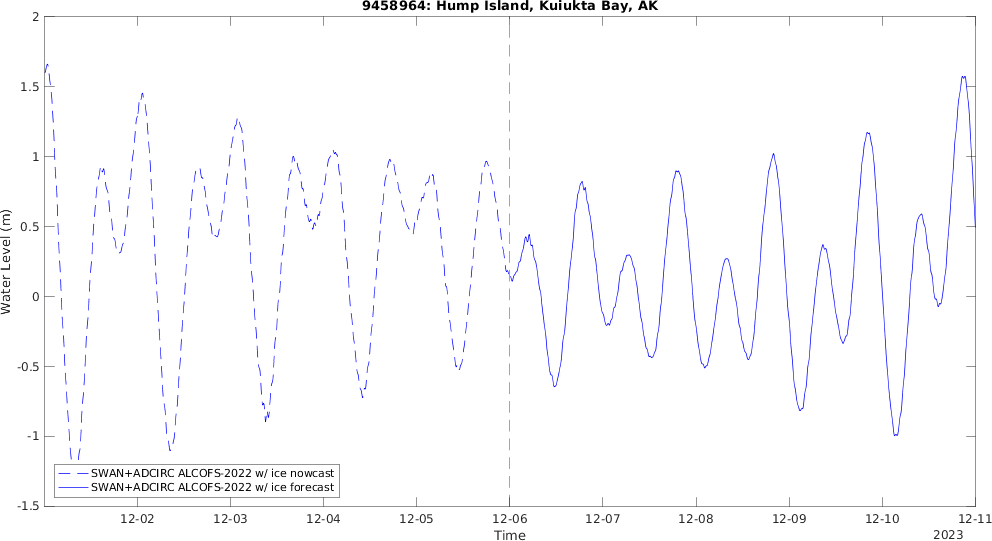 9458964: Hump Island, Kuiukta Bay, AK
Water Level (m)
2
1.5
1
0.5
0
-0.5
-1
-1.5
SWAN+ADCIRC ALCOFS-2022 w/ ice nowcast
SWAN+ADCIRC ALCOFS-2022 w/ ice forecast
12-02 12-03 12-04 12-05 12-06 12-07 12-08 12-09 12-10 12-11
Time
2023